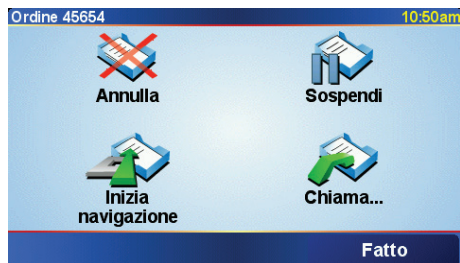 Ordine 45654 10:50am
Annulla Sospendi
Inizia navigazione Chiama...
Fatto